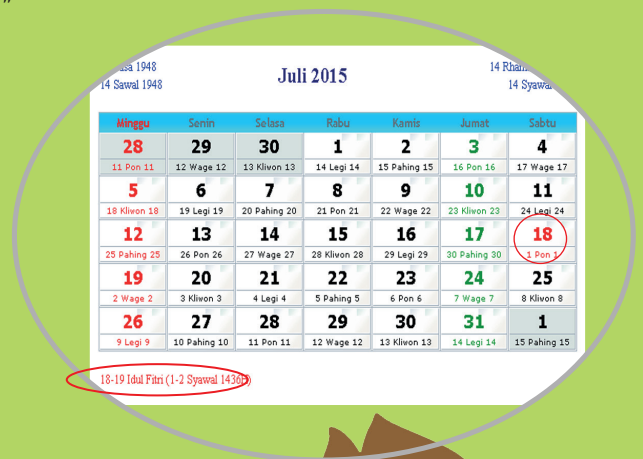 ”
1948
Juli 2015
14
14 Sawal 1948
14
Minggu Senin Selasa Rabu Kamis Jumat Sabtu
28 29 30 1 2 3 4
11 Pon 11 12 Wage 12 13 Kliwon 13 14 Legi 14 15 Pahing 15 16 Pon 16 17 Wage 17
5 6 7 8 9 10 11
18 Kliwon 18 19 Legi 19 20 Pahing 20 21 Pon 21 22 Wage 22 23 Kliwon 23 24 Legi 24
12 13 14 15 16 17 18
25 Pahing 25 26 Pon 26 27 Wage 27 28 Kliwon 28 29 Legi 29 30 Pahing 30 1 Pon 1
19 20 21 22 23 24 25
2 Wage 2 3 Kliwon 3 4 Legi 4 5 Pahing 5 6 Pon 6 7 Wage 7 8 Kliwon 8
26 27 28 29 30 31 1
9 Legi 9 10 Pahing 10 11 Pon 11 12 Wage 12 13 Kliwon 13 14 Legi 14 15 Pahing 15
18-19 Idul Fitri (1-2 Syawal 1436H)